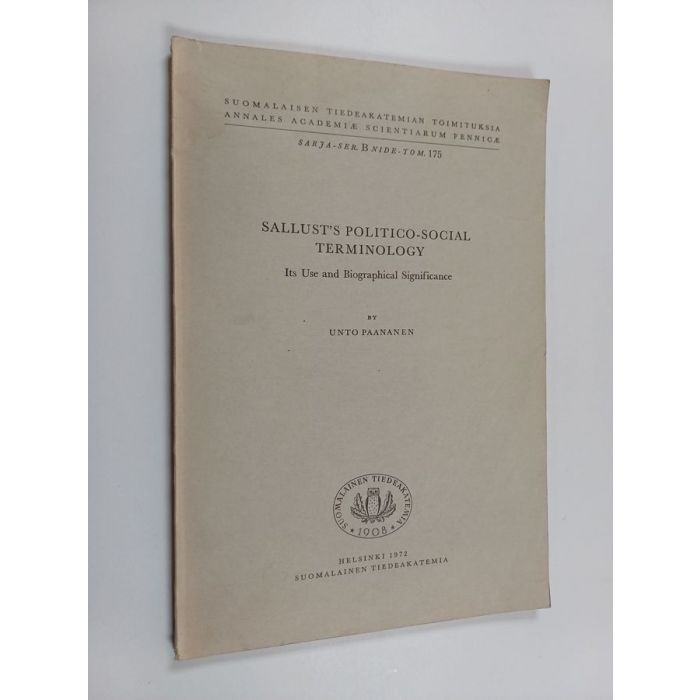 SUOMALAISEN TIEDEAKATEMIAN TOIMITUKSIA
ANNALES ACADEMIÆ SCIENTIARUM FENNICÆ
SARJA-SER. B NIDE-TOM. 175
SALLUST'S POLITICO-SOCIAL
TERMINOLOGY
Its Use and Biographical Significance
BY
UNTO PAANANEN
SUOMALAINEN TIEDEAKATEMIA
1908
HELSINKI 1972
SUOMALAINEN TIEDEAKATEMIA